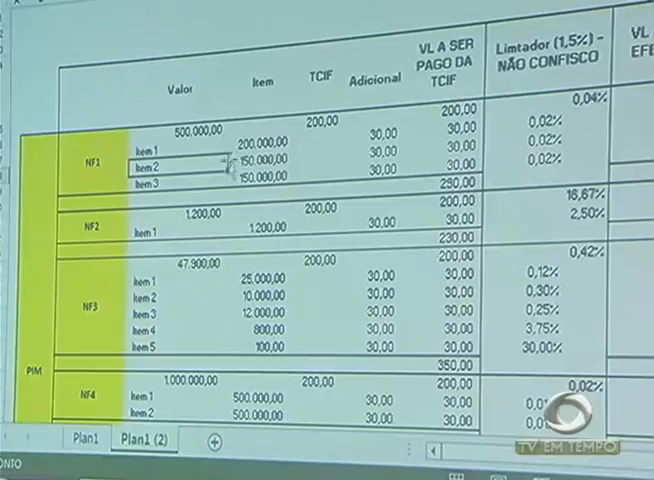 Valor Item TCIF Adicional VL A SER PAGO DA TCIF Limtador (1,5%) - NÃO CONFISCO VL
500.000,00 200,00 200,00 0,04%
Item 1 200.000,00 30,00 30,00 0,02%
NF1 Item 2 150.000,00 30,00 30,00 0,02%
Item 3 150.000,00 30,00 30,00 0,02%
290,00
1.200,00 200,00 200,00 16,67%
NF2 Item 1 1.200,00 30,00 30,00 2,50%
230,00
47.900,00 200,00 200,00 0,42%
Item 1 25.000,00 30,00 30,00 0,12%
Item 2 10.000,00 30,00 30,00 0,30%
NF3 Item 3 12.000,00 30,00 30,00 0,25%
Item 4 800,00 30,00 30,00 3,75%
Item 5 100,00 30,00 30,00 30,00%
350,00
PIM
1.000.000,00 200,00 200,00 0,02%
NF4 Item 1 500.000,00 30,00 30,00
Item 2 500.000,00 30,00 30,00
Plan1 Plan1 (2)
TV EM TEMPO